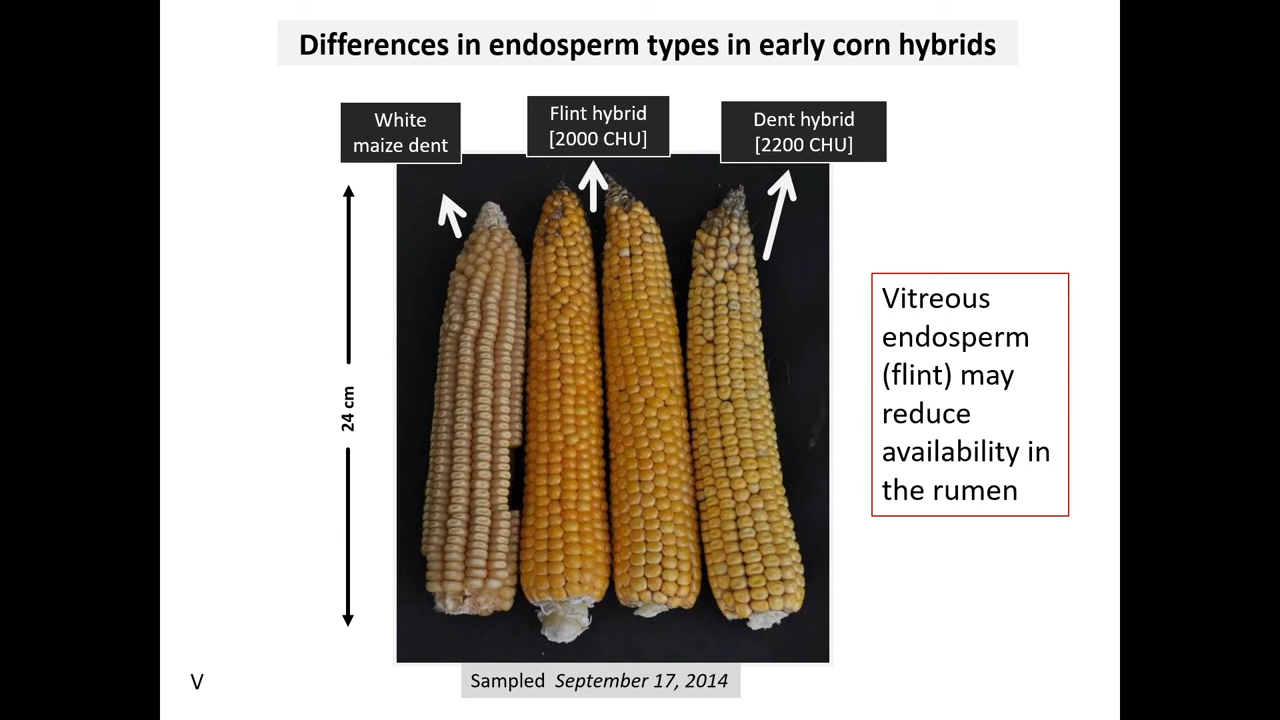 Differences in endosperm types in early corn hybrids
White
maize dent
Flint hybrid
[2000 CHU]
Dent hybrid
[2200 CHU]
24 cm
Vitreous
endosperm
(flint) may
reduce
availability in
the rumen
Sampled September 17, 2014
V